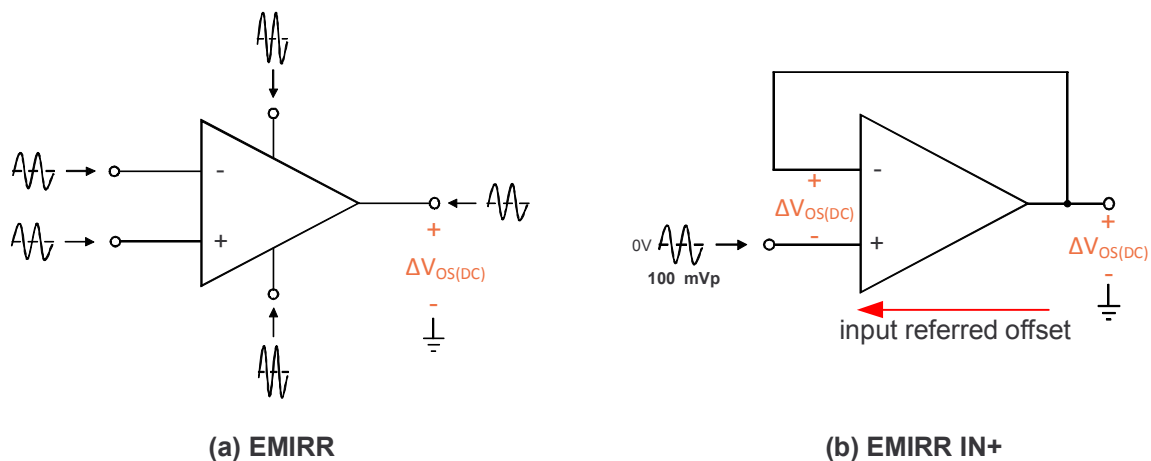 -
+
+
ΔVOS(DC)
-
(a) EMIRR
-
+
+
ΔVOS(DC)
-
0V
100 mVp
+
ΔVOS(DC)
-
input referred offset
(b) EMIRR IN+